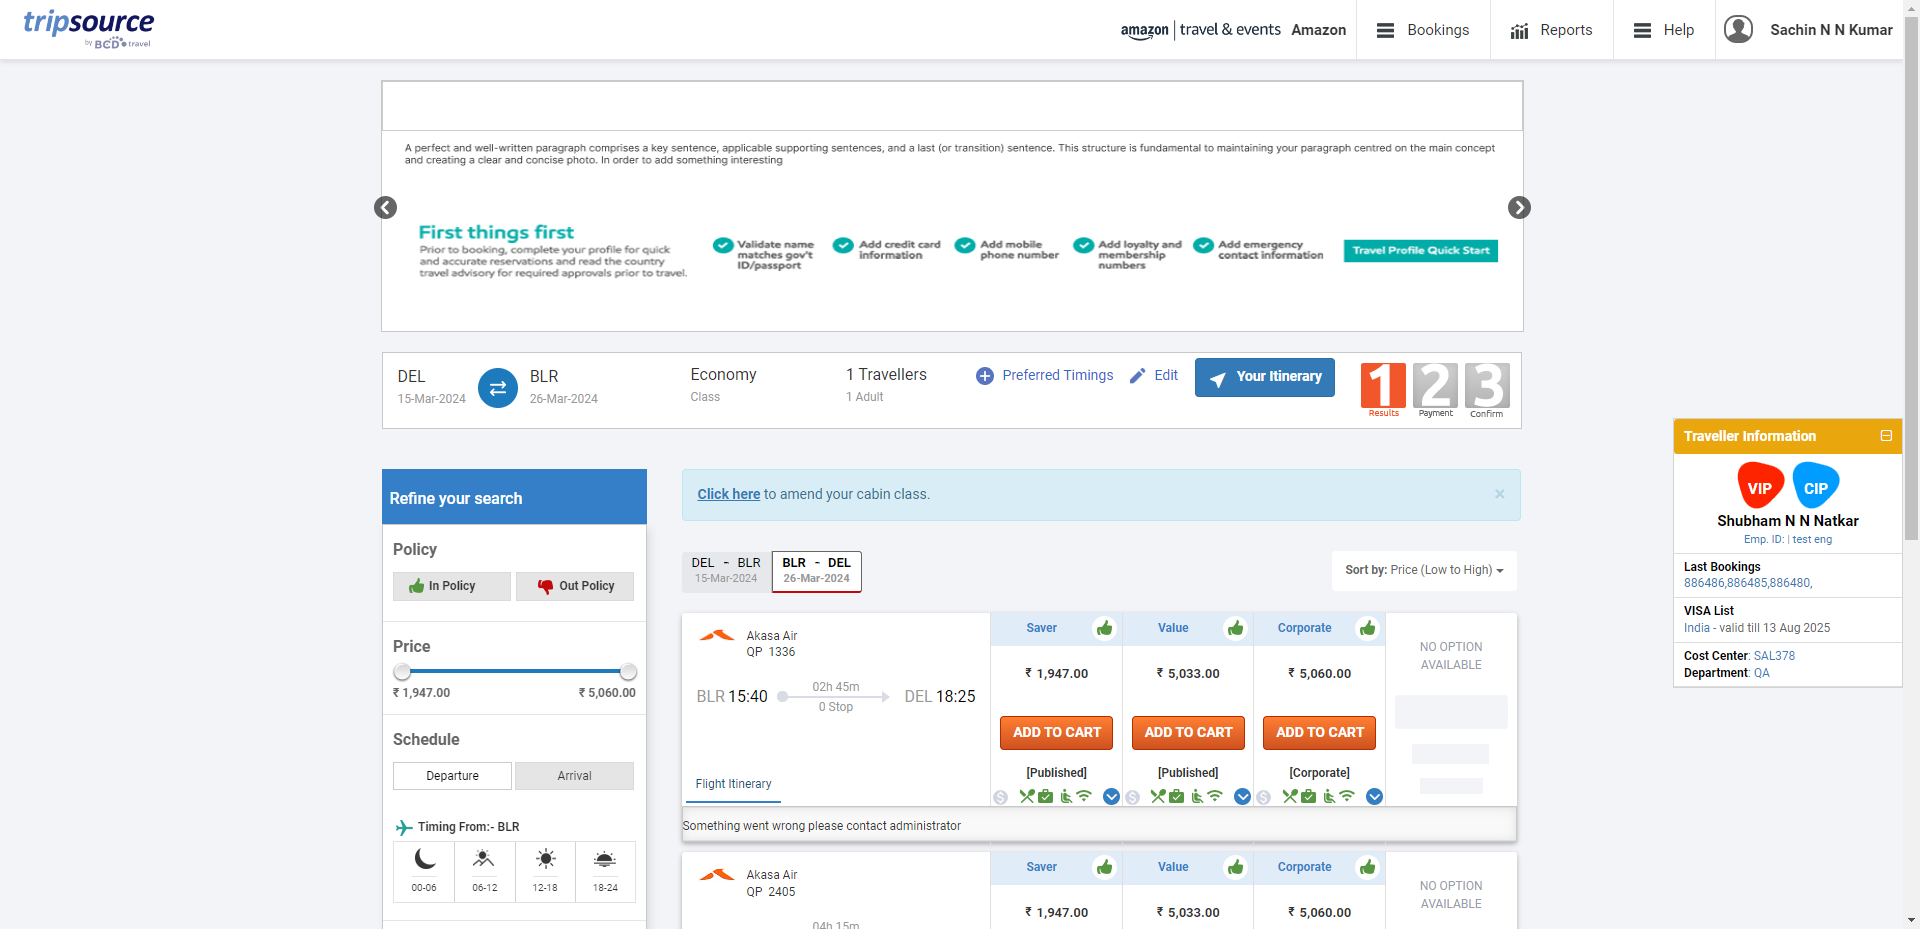 tripsource
by BCD travel
amazon travel & events Amazon
Bookings
Reports
Help
Sachin N N Kumar
A perfect and well-written paragraph comprises a key sentence, applicable supporting sentences, and a last (or transition) sentence. This structure is fundamental to maintaining your paragraph centred on the main concept
and creating a clear and concise photo. In order to add something interesting
First things first
Prior to booking, complete your profile for quick
and accurate reservations and read the country
travel advisory for required approvals prior to travel.
Validate name
matches gov't
ID/passport
Add credit card
information
Add mobile
phone number
Add loyalty and
membership
numbers
Add emergency
contact information
Travel Profile Quick Start
DEL
15-Mar-2024
BLR
26-Mar-2024
Economy
Class
1 Travellers
1 Adult
Preferred Timings
Edit
Your Itinerary
1
Results
2
Payment
3
Confirm
Traveller Information
VIP
CIP
Shubham N N Natkar
Emp. ID: | test eng
Last Bookings
886486,886485,886480,
VISA List
India - valid till 13 Aug 2025
Cost Center: SAL378
Department: QA
Refine your search
Policy
In Policy
Out Policy
Price
₹ 1,947.00
₹ 5,060.00
Schedule
Departure
Arrival
Timing From:- BLR
00-06
06-12
12-18
18-24
Click here to amend your cabin class.
×
DEL - BLR
15-Mar-2024
BLR - DEL
26-Mar-2024
Sort by: Price (Low to High)
Akasa Air
QP 1336
BLR 15:40
02h 45m
0 Stop
DEL 18:25
Flight Itinerary
Saver
₹ 1,947.00
ADD TO CART
[Published]
Value
₹ 5,033.00
ADD TO CART
[Published]
Corporate
₹ 5,060.00
ADD TO CART
[Corporate]
NO OPTION
AVAILABLE
Something went wrong please contact administrator
Akasa Air
QP 2405
04h 15m
Saver
₹ 1,947.00
Value
₹ 5,033.00
Corporate
₹ 5,060.00
NO OPTION
AVAILABLE